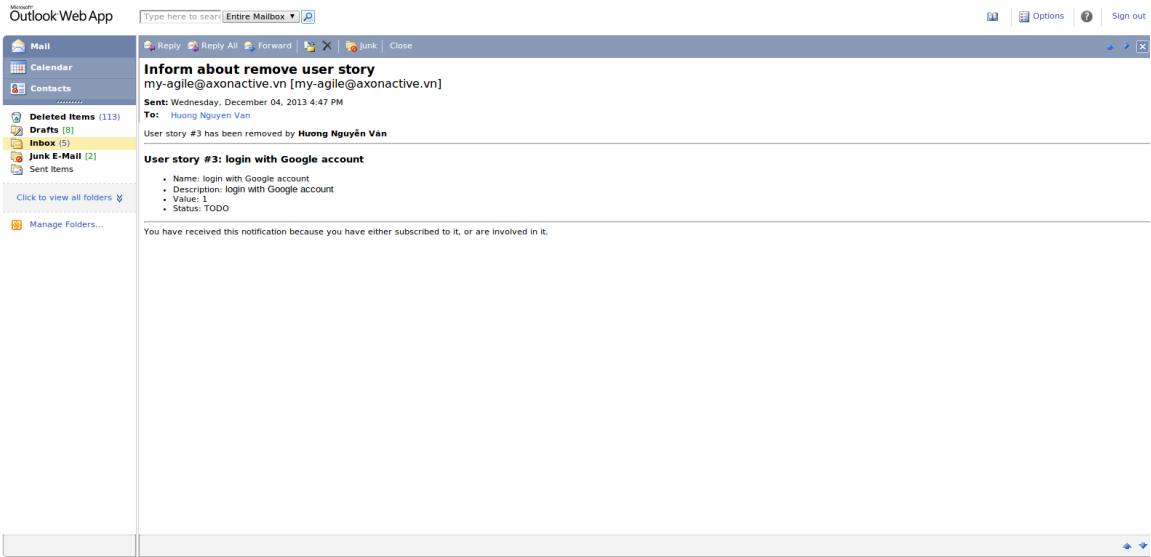 Microsoft®
Outlook Web App
Type here to sear Entire Mailbox
Options
Sign out
Mail
Calendar
Contacts
Deleted Items (113)
Drafts [8]
Inbox (5)
Junk E-Mail [2]
Sent Items
Click to view all folders
Manage Folders...
Reply Reply All Forward Junk Close
Inform about remove user story
my-agile@axonactive.vn [my-agile@axonactive.vn]
Sent: Wednesday, December 04, 2013 4:47 PM
To: Huong Nguyen Van
User story #3 has been removed by Hương Nguyễn Văn
User story #3: login with Google account
• Name: login with Google account
• Description: login with Google account
• Value: 1
• Status: TODO
You have received this notification because you have either subscribed to it, or are involved in it.